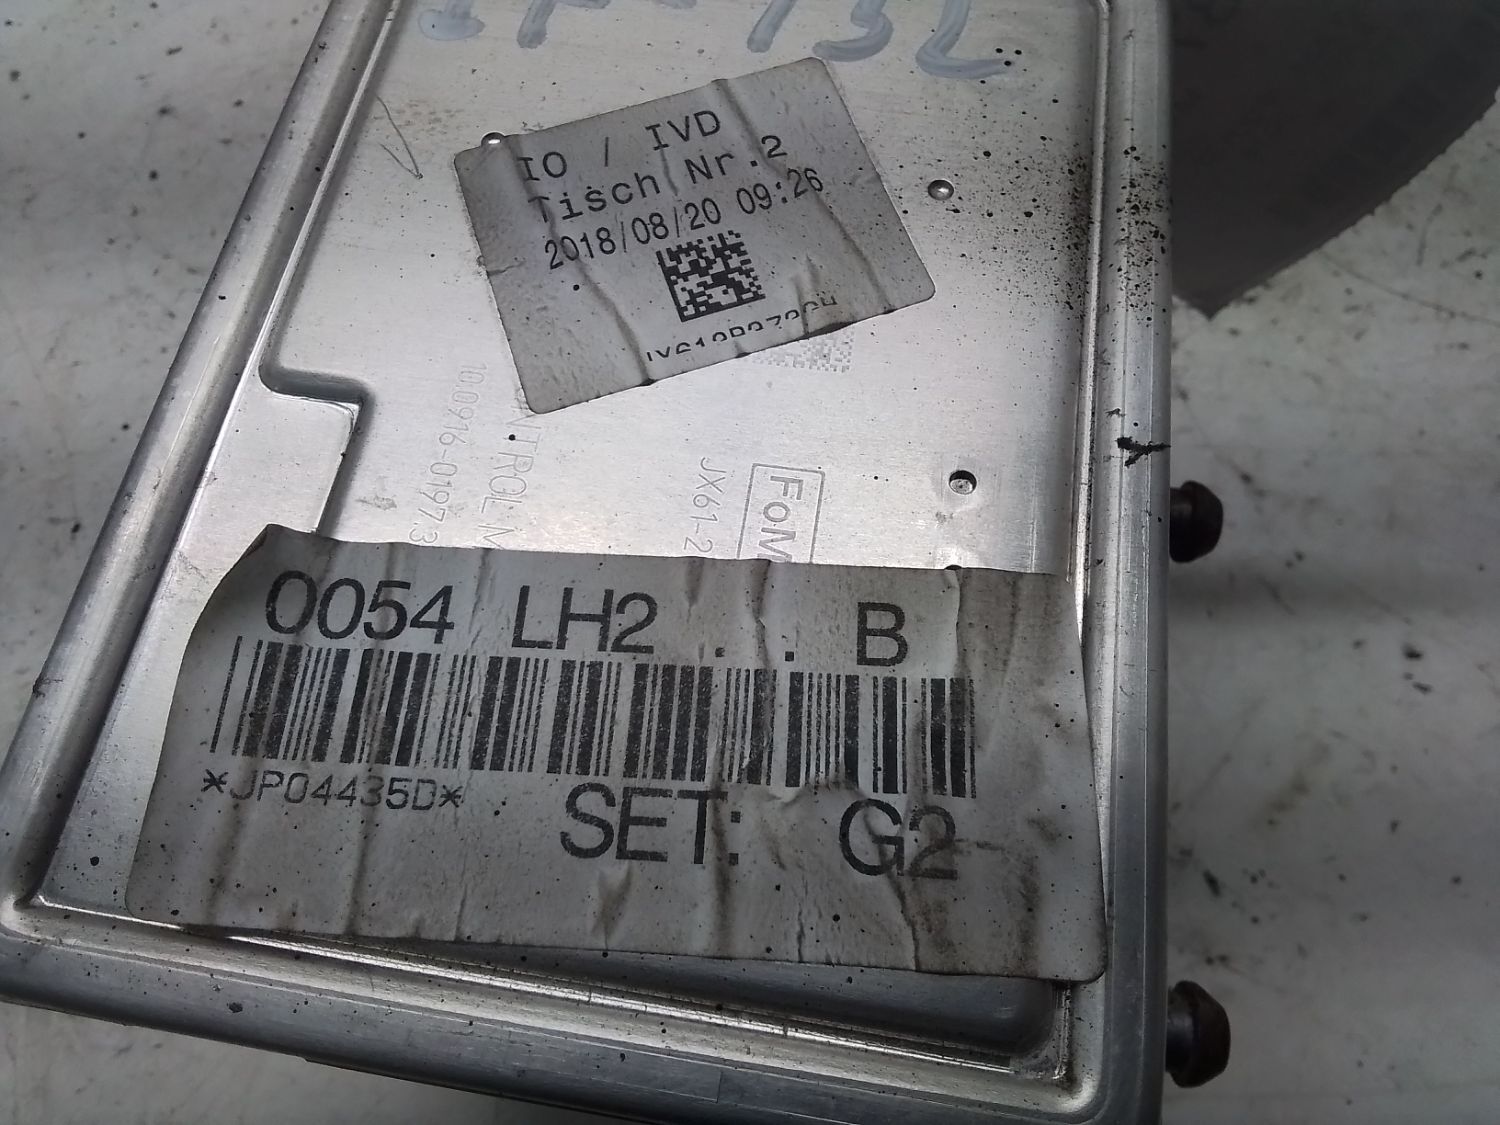 IO / IVD
Tisch Nr.2
2018/08/20 09:26
10.0916-0197.3
NTROL M
JX61-2
FoM
0054 LH2 . . B
*JP04435D*
SET: G2